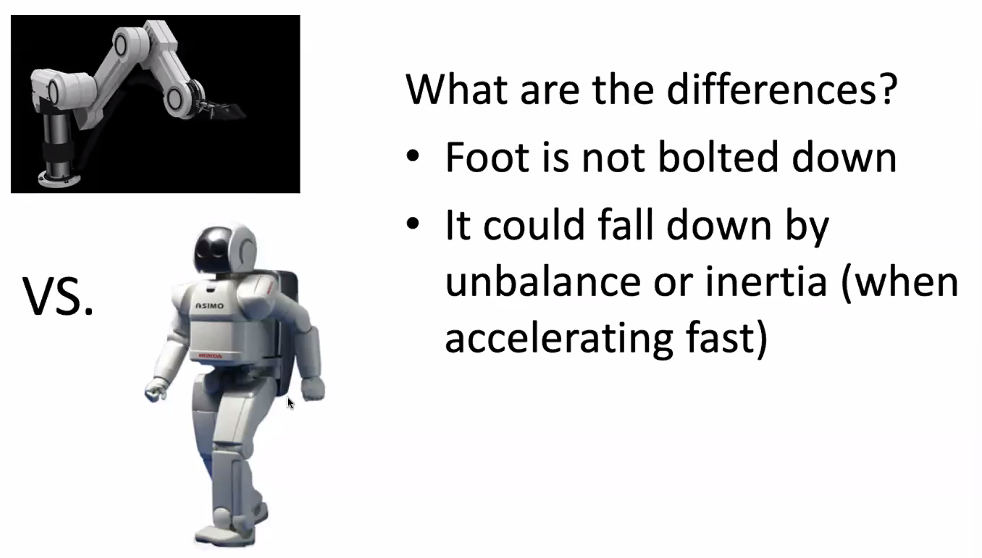 What are the differences?
• Foot is not bolted down
• It could fall down by
unbalance or inertia (when
accelerating fast)
VS.
ASIMO
HONDA